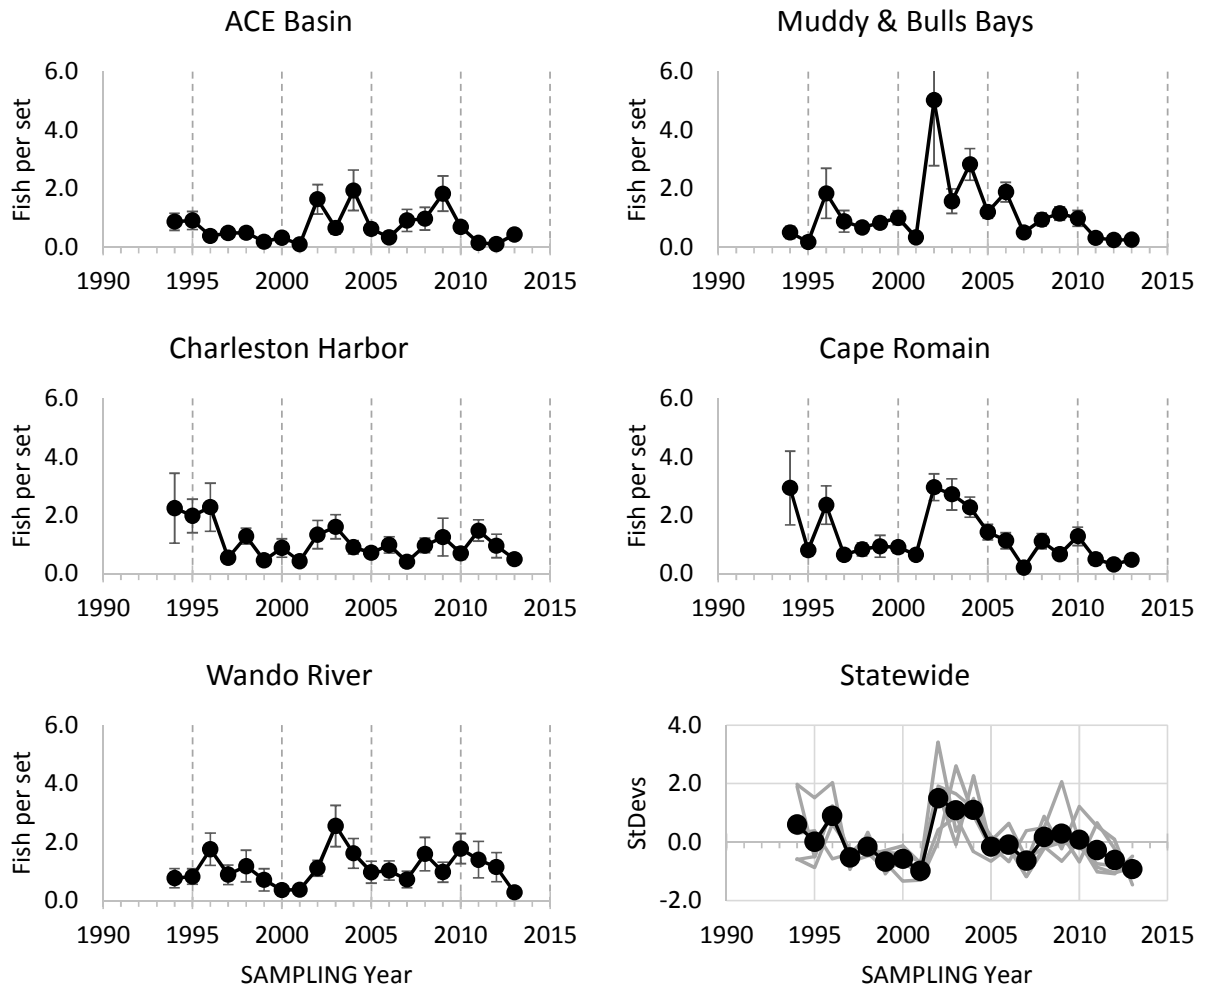 ACE Basin
6.0
4.0
2.0
0.0
Fish per set
1990 1995 2000 2005 2010 2015
Muddy & Bulls Bays
6.0
4.0
2.0
0.0
Fish per set
1990 1995 2000 2005 2010 2015
Charleston Harbor
6.0
4.0
2.0
0.0
Fish per set
1990 1995 2000 2005 2010 2015
Cape Romain
6.0
4.0
2.0
0.0
Fish per set
1990 1995 2000 2005 2010 2015
Wando River
6.0
4.0
2.0
0.0
Fish per set
1990 1995 2000 2005 2010 2015
SAMPLING Year
Statewide
4.0
2.0
0.0
-2.0
StDevs
1990 1995 2000 2005 2010 2015
SAMPLING Year